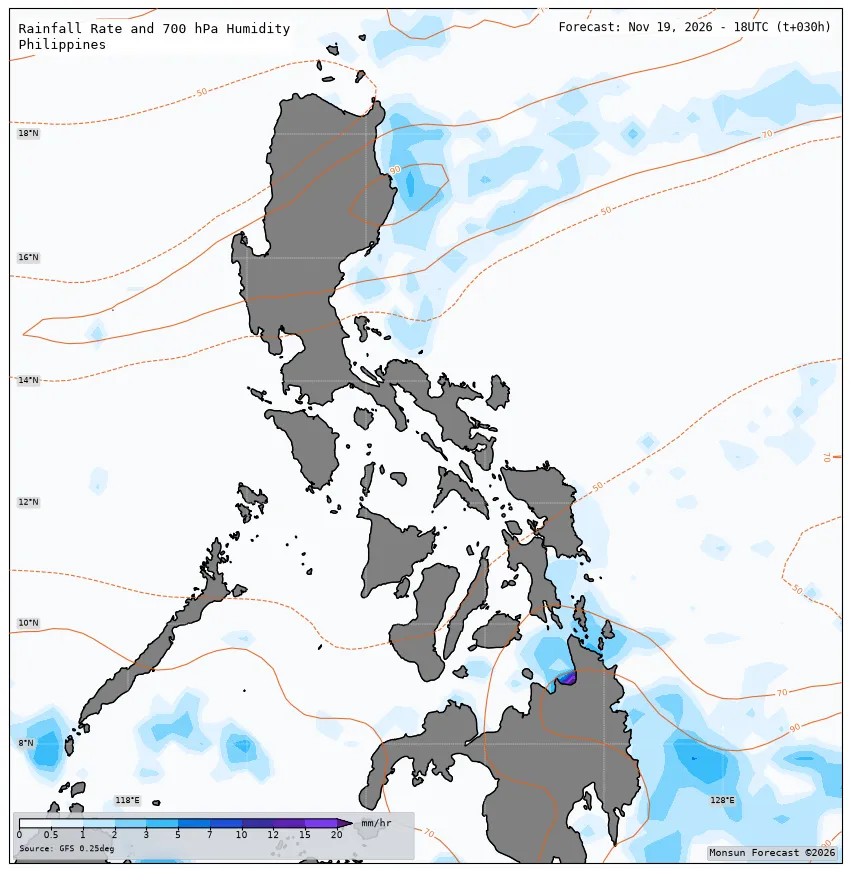 Rainfall Rate and 700 hPa Humidity
Philippines
Forecast: Nov 19, 2026 - 18UTC (t+030h)
50
18°N
70
90
50
16°N
14°N
70
50
12°N
50
10°N
70
90
8°N
118°E
128°E
0 0.5 1 2 3 5 7 10 12 15 20 mm/hr
70
Source: GFS 0.25deg
90
Monsun Forecast ©2026